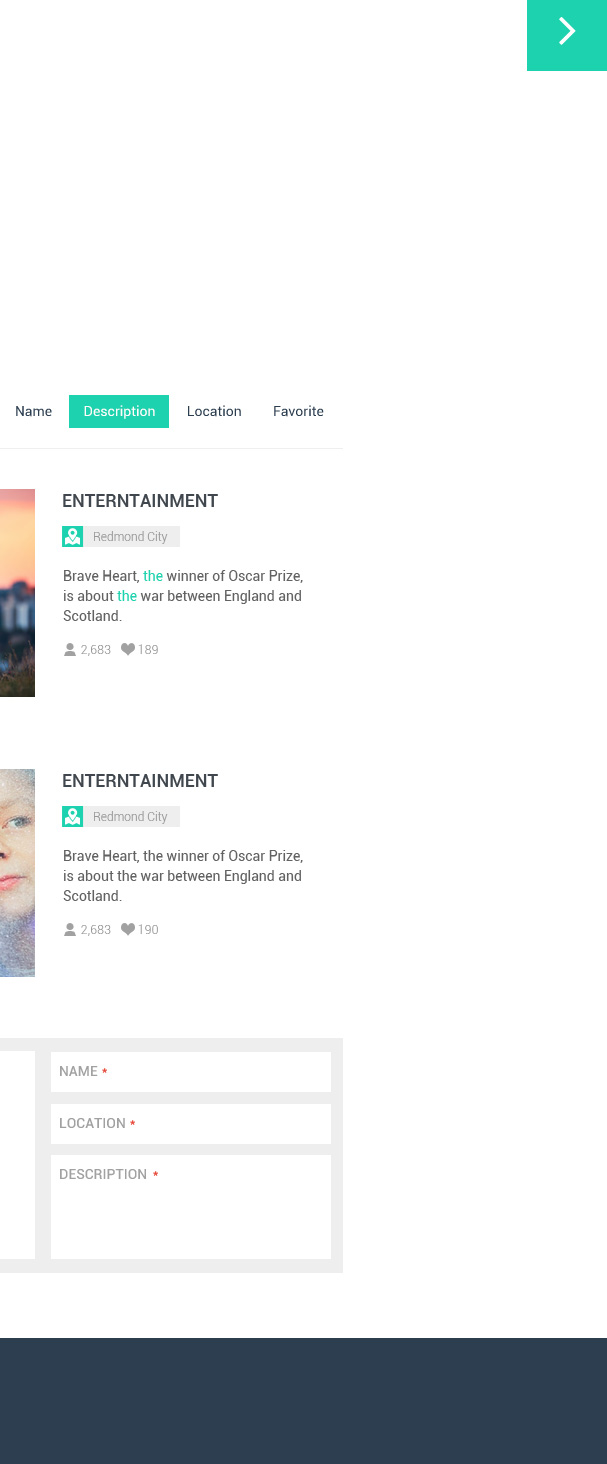 Name Description Location Favorite
ENTERNTAINMENT
Redmond City
Brave Heart, the winner of Oscar Prize,
is about the war between England and
Scotland.
2,683 189
ENTERNTAINMENT
Redmond City
Brave Heart, the winner of Oscar Prize,
is about the war between England and
Scotland.
2,683 190
NAME *
LOCATION *
DESCRIPTION *